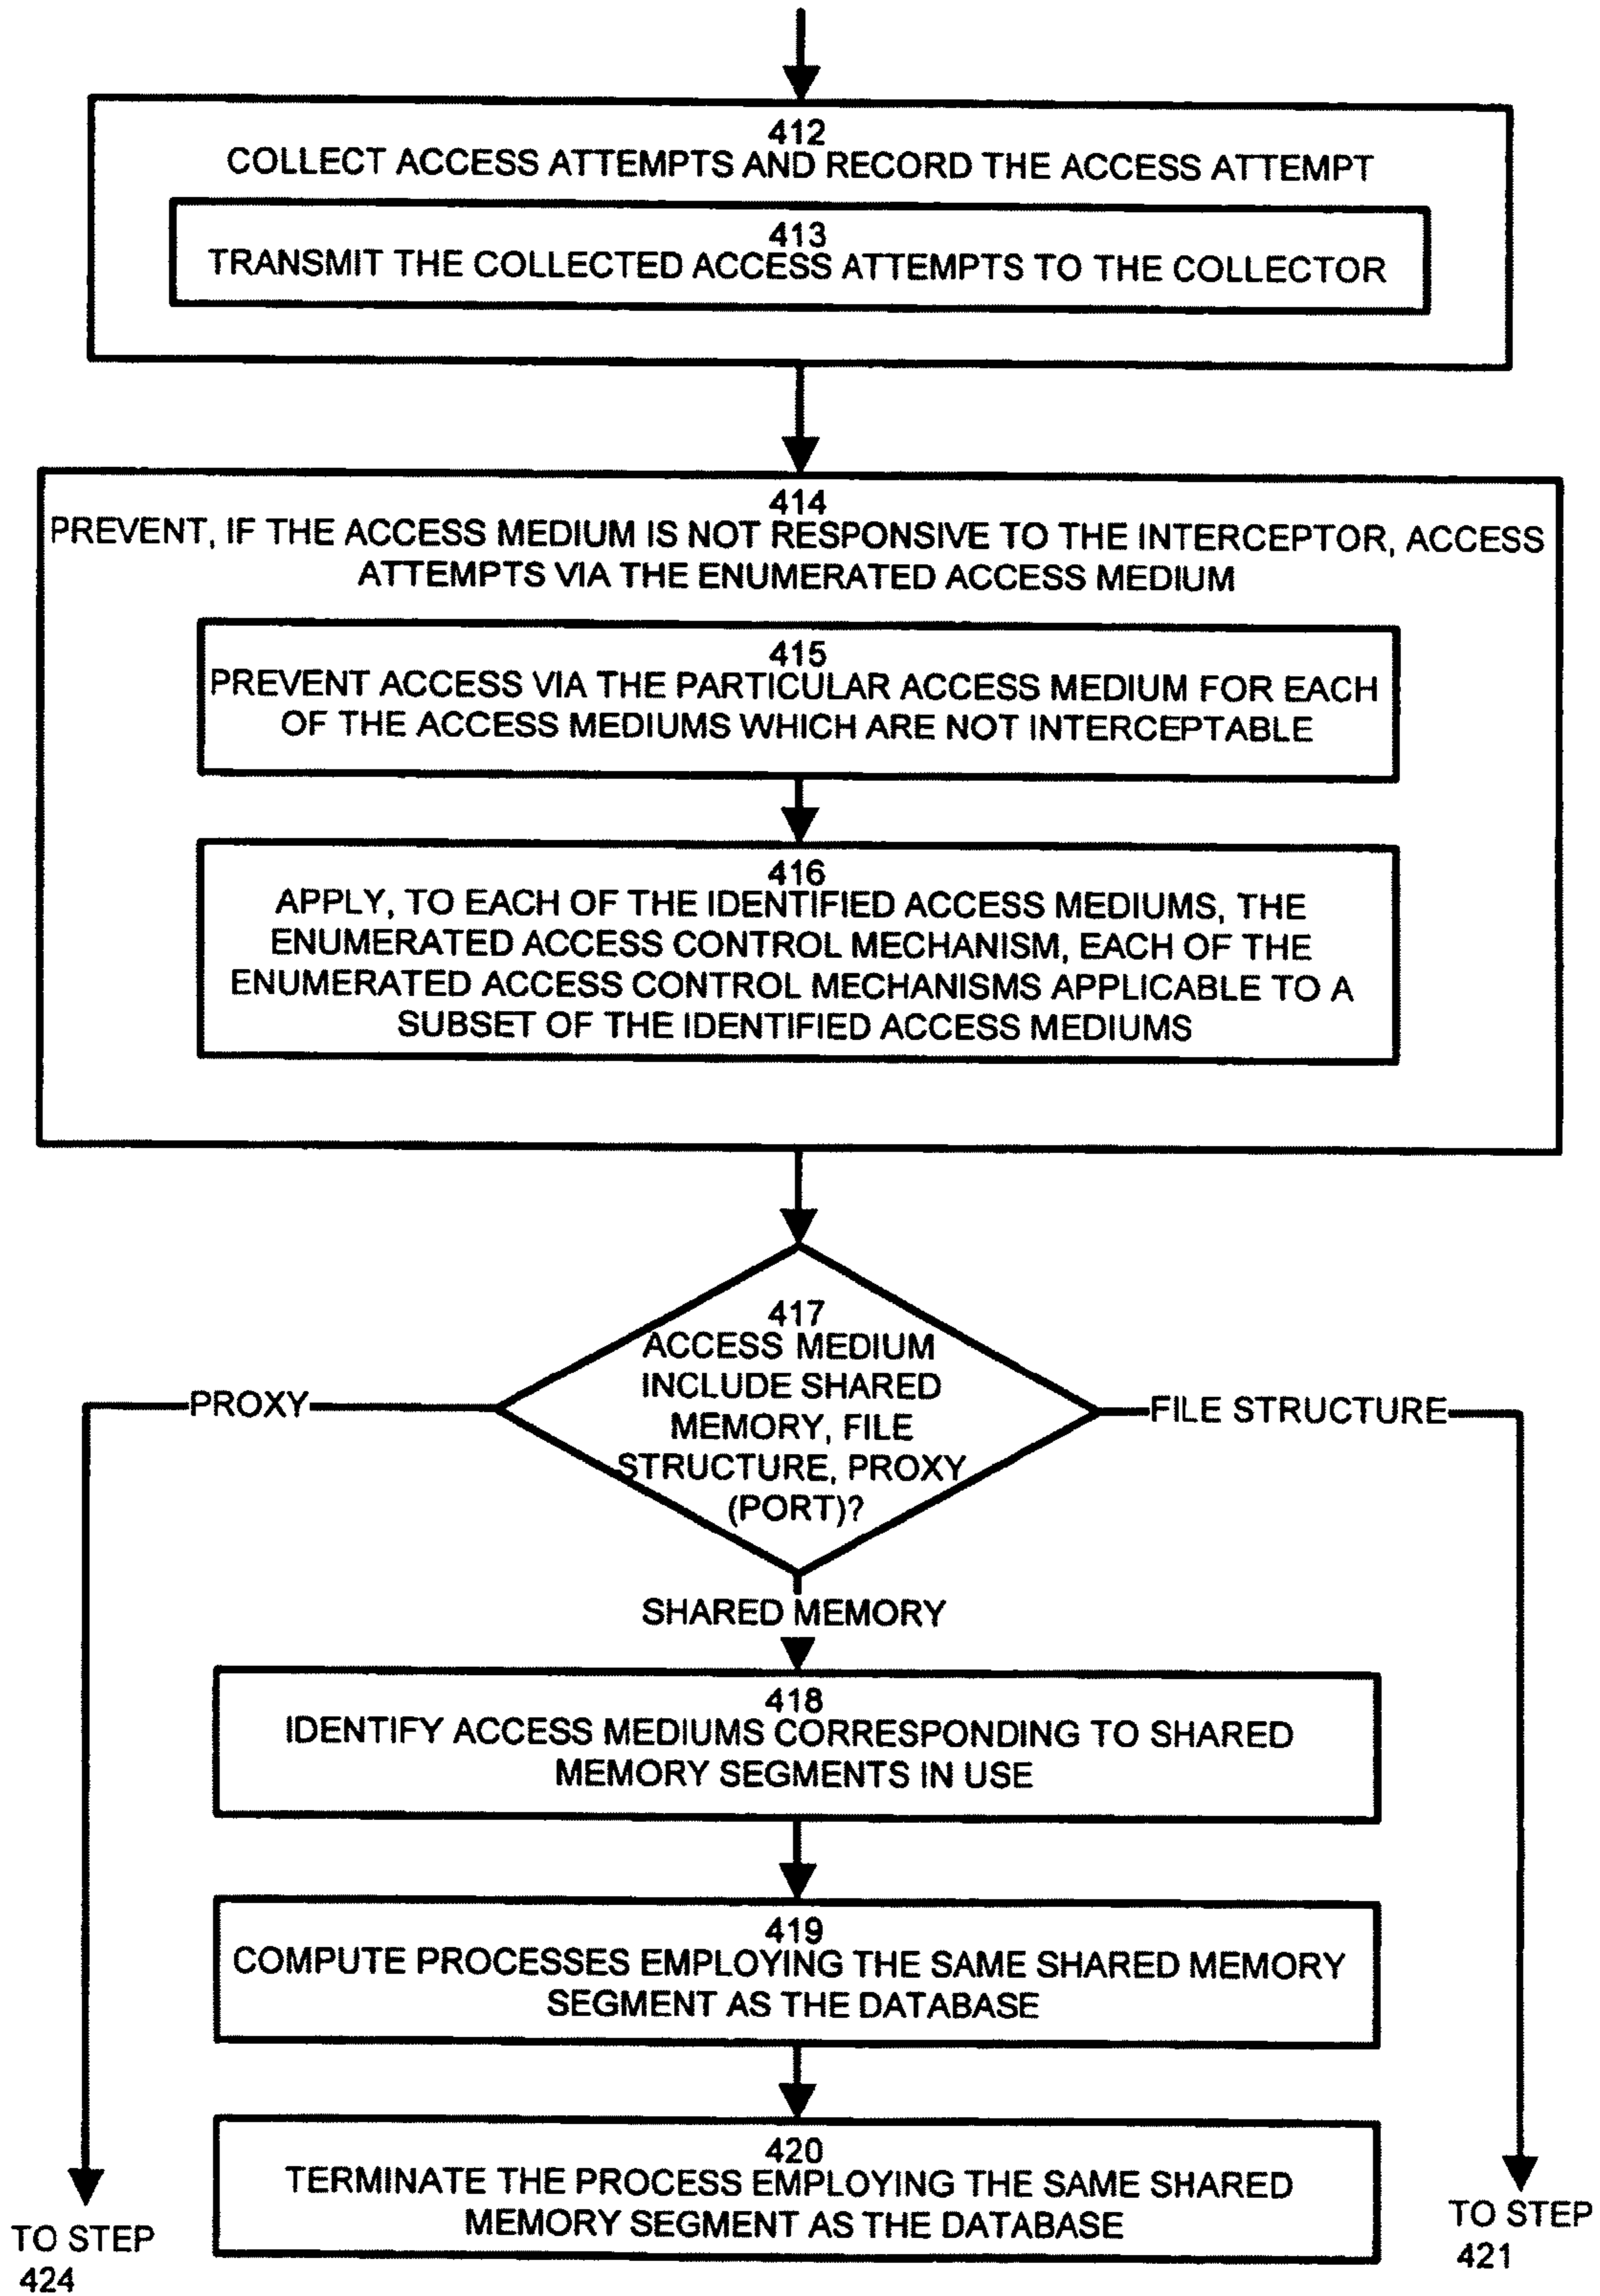 412
COLLECT ACCESS ATTEMPTS AND RECORD THE ACCESS ATTEMPT
413
TRANSMIT THE COLLECTED ACCESS ATTEMPTS TO THE COLLECTOR
414
PREVENT, IF THE ACCESS MEDIUM IS NOT RESPONSIVE TO THE INTERCEPTOR, ACCESS
ATTEMPTS VIA THE ENUMERATED ACCESS MEDIUM
415
PREVENT ACCESS VIA THE PARTICULAR ACCESS MEDIUM FOR EACH
OF THE ACCESS MEDIUMS WHICH ARE NOT INTERCEPTABLE
416
APPLY, TO EACH OF THE IDENTIFIED ACCESS MEDIUMS, THE
ENUMERATED ACCESS CONTROL MECHANISM, EACH OF THE
ENUMERATED ACCESS CONTROL MECHANISMS APPLICABLE TO A
SUBSET OF THE IDENTIFIED ACCESS MEDIUMS
417
ACCESS MEDIUM
INCLUDE SHARED
MEMORY, FILE
STRUCTURE, PROXY
(PORT)?
PROXY
FILE STRUCTURE
SHARED MEMORY
418
IDENTIFY ACCESS MEDIUMS CORRESPONDING TO SHARED
MEMORY SEGMENTS IN USE
419
COMPUTE PROCESSES EMPLOYING THE SAME SHARED MEMORY
SEGMENT AS THE DATABASE
420
TERMINATE THE PROCESS EMPLOYING THE SAME SHARED
MEMORY SEGMENT AS THE DATABASE
TO STEP
424
TO STEP
421